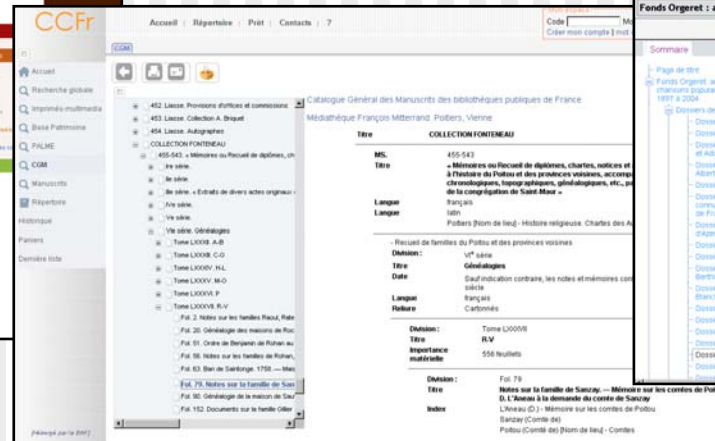 CCFr
Accueil | Répertoire | Prêt | Contacts | ?
Code
Créer mon compte | mot
CGM
Accueil
Recherche globale
Imprimés-multimedia
Base Patrimoine
PALME
CGM
Manuscrits
Répertoire
Historique
Paniers
Dernière liste
[Hébergé par la BNF]
452. Liasse. Provisions d'offices et commissions
453. Liasse. Collection A. Briquet
454. Liasse. Autographes
COLLECTION FONTENEAU
455-543. « Mémoires ou Recueil de diplômes, ch
Ire série.
IIe série.
IIIe série. « Extraits de divers actes originaux
IVe série.
Ve série.
VIe série. Généalogies
Tome LXXXII. A-B
Tome LXXXIII. C-G
Tome LXXXIV. H-L
Tome LXXXV. M-O
Tome LXXXVI. P
Tome LXXXVII. R-V
Fol. 2. Notes sur les familles Raoul, Rate
Fol. 20. Généalogie des maisons de Roc
Fol. 51. Ordre de Benjamin de Rohan au
Fol. 56. Notes sur les familles de Rohan,
Fol. 63. Ban de Saintonge. 1758. — Mais
Fol. 79. Notes sur la famille de San
Fol. 90. Généalogie de la maison de Sau
Fol. 152. Documents sur la famille Gillier
Catalogue Général des Manuscrits des bibliothèques publiques de France
Médiathèque François Mitterrand. Poitiers, Vienne
Titre COLLECTION FONTENEAU
MS. 455-543
Titre « Mémoires ou Recueil de diplômes, chartes, notices et
à l'histoire du Poitou et des provinces voisines, accomp
chronologiques, topographiques, généalogiques, etc., pa
de la congrégation de Saint-Maur »
Langue français
Langue latin
Poitiers [Nom de lieu] - Histoire religieuse. Chartes des A
- Recueil de familles du Poitou et des provinces voisines
Division : VIe série
Titre Généalogies
Date Sauf indication contraire, les notes et mémoires con
siècle
Langue français
Reliure Cartonnés
Division : Tome LXXXVII
Titre R-V
Importance matérielle 556 feuillets
Division : Fol. 79
Titre Notes sur la famille de Sanzay. — Mémoire sur les comtes de Poit
D. L'Aneau à la demande du comte de Sanzay
Index L'Aneau (D.) - Mémoire sur les comtes de Poitou
Sanzay (Comte de)
Poitou (Comté de) [Nom de lieu] - Comtes
Fonds Orgeret : a
Sommaire
Page de titre
Fonds Orgeret: a
chansons popula
1897 à 2004
Dossiers de